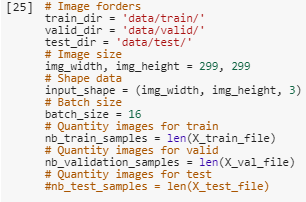 [25] # Image forders
train_dir = 'data/train/'
valid_dir = 'data/valid/'
test_dir = 'data/test/'
# Image size
img_width, img_height = 299, 299
# Shape data
input_shape = (img_width, img_height, 3)
# Batch size
batch_size = 16
# Quantity images for train
nb_train_samples = len(X_train_file)
# Quantity images for valid
nb_validation_samples = len(X_val_file)
# Quantity images for test
#nb_test_samples = len(X_test_file)